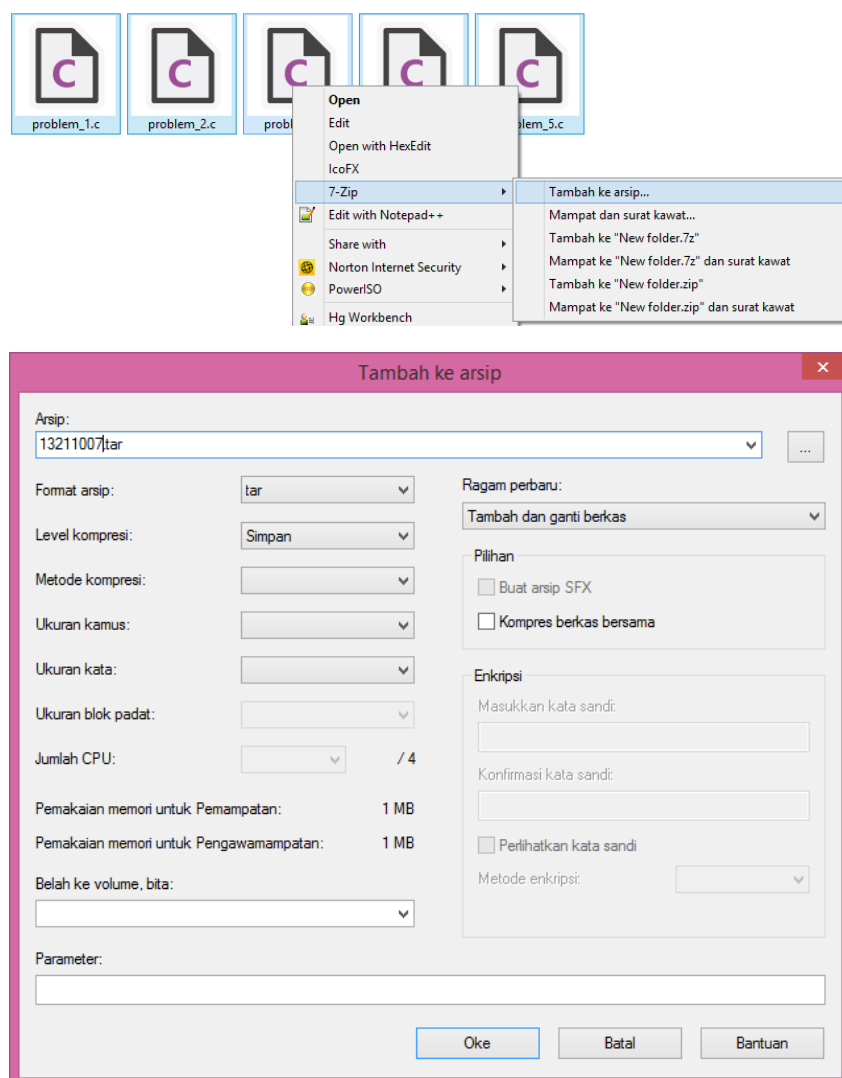 C
C
C
C
C
problem_1.c
problem_2.c
probl
lem_5.c
Open
Edit
Open with HexEdit
IcoFX
7-Zip
Edit with Notepad++
Share with
Norton Internet Security
PowerISO
Hg Workbench
Tambah ke arsip...
Mampat dan surat kawat...
Tambah ke "New folder.7z"
Mampat ke "New folder.7z" dan surat kawat
Tambah ke "New folder.zip"
Mampat ke "New folder.zip" dan surat kawat
Tambah ke arsip
Arsip:
13211007.tar
...
Format arsip:
tar
Level kompresi:
Simpan
Metode kompresi:
Ukuran kamus:
Ukuran kata:
Ukuran blok padat:
Jumlah CPU:
/ 4
Pemakaian memori untuk Pemampatan:
1 MB
Pemakaian memori untuk Pengawamampatan:
1 MB
Belah ke volume, bita:
Ragam perbaru:
Tambah dan ganti berkas
Pilihan
Buat arsip SFX
Kompres berkas bersama
Enkripsi
Masukkan kata sandi:
Konfirmasi kata sandi:
Perlihatkan kata sandi
Metode enkripsi:
Parameter:
Oke
Batal
Bantuan